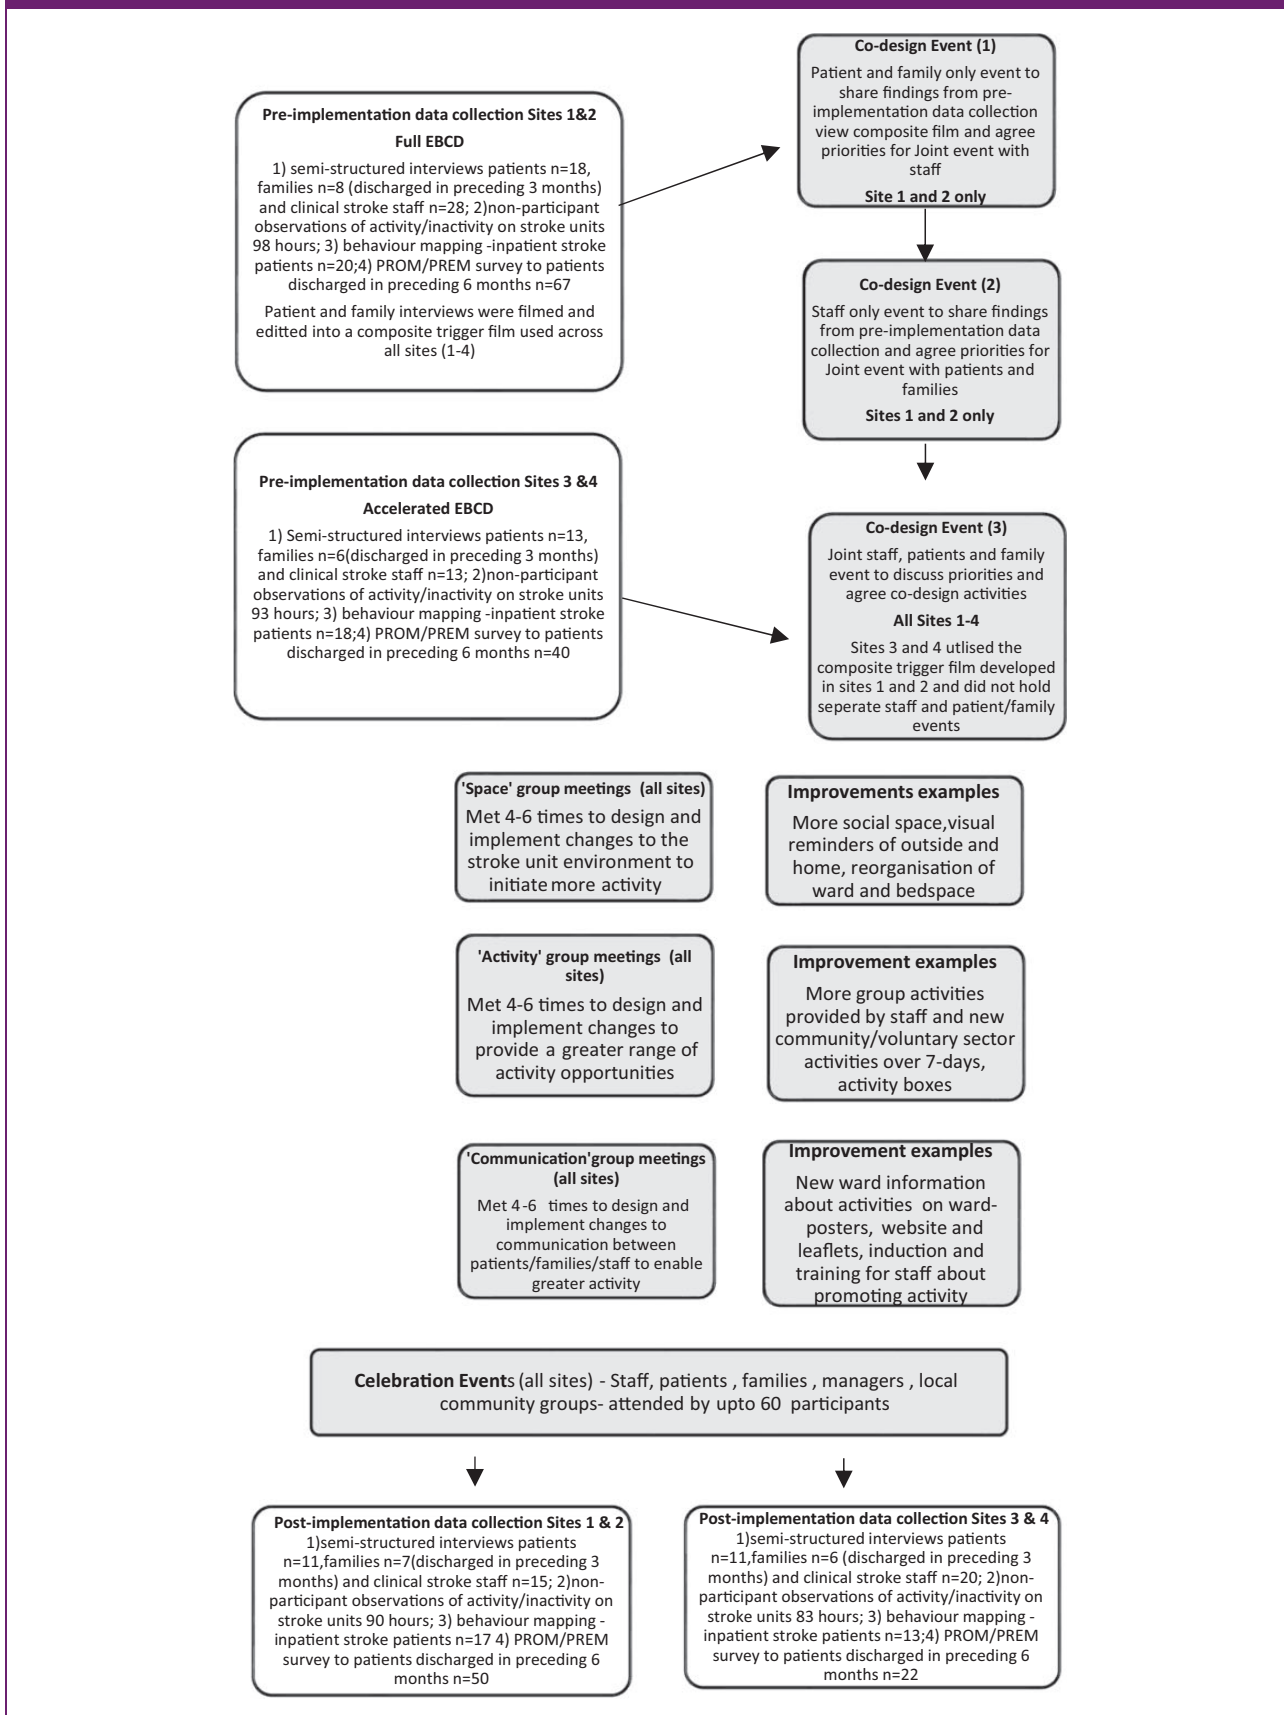 Pre-implementation data collection Sites 1&2
Full EBCD
1) semi-structured interviews patients n=18,
families n=8 (discharged in preceding 3 months)
and clinical stroke staff n=28; 2)non-participant
observations of activity/inactivity on stroke units
98 hours; 3) behaviour mapping -inpatient stroke
patients n=20;4) PROM/PREM survey to patients
discharged in preceding 6 months n=67
Patient and family interviews were filmed and
editted into a composite trigger film used across
all sites (1-4)
Co-design Event (1)
Patient and family only event to
share findings from pre-
implementation data collection
view composite film and agree
priorities for Joint event with
staff
Site 1 and 2 only
Co-design Event (2)
Staff only event to share findings
from pre-implementation data
collection and agree priorities for
Joint event with patients and
families
Sites 1 and 2 only
Pre-implementation data collection Sites 3 &4
Accelerated EBCD
1) Semi-structured interviews patients n=13,
families n=6(discharged in preceding 3 months)
and clinical stroke staff n=13; 2)non-participant
observations of activity/inactivity on stroke units
93 hours; 3) behaviour mapping -inpatient stroke
patients n=18;4) PROM/PREM survey to patients
discharged in preceding 6 months n=40
Co-design Event (3)
Joint staff, patients and family
event to discuss priorities and
agree co-design activities
All Sites 1-4
Sites 3 and 4 utlised the
composite trigger film developed
in sites 1 and 2 and did not hold
seperate staff and patient/family
events
'Space' group meetings (all sites)
Met 4-6 times to design and
implement changes to the
stroke unit environment to
initiate more activity
Improvements examples
More social space,visual
reminders of outside and
home, reorganisation of
ward and bedspace
'Activity' group meetings (all
sites)
Met 4-6 times to design and
implement changes to
provide a greater range of
activity opportunities
Improvement examples
More group activities
provided by staff and new
community/voluntary sector
activities over 7-days,
activity boxes
'Communication'group meetings
(all sites)
Met 4-6 times to design and
implement changes to
communication between
patients/families/staff to enable
greater activity
Improvement examples
New ward information
about activities on ward-
posters, website and
leaflets, induction and
training for staff about
promoting activity
Celebration Events (all sites) - Staff, patients , families , managers , local
community groups- attended by upto 60 participants
Post-implementation data collection Sites 1 & 2
1)semi-structured interviews patients
n=11,families n=7(discharged in preceding 3
months) and clinical stroke staff n=15; 2)non-
participant observations of activity/inactivity on
stroke units 90 hours; 3) behaviour mapping -
inpatient stroke patients n=17 4) PROM/PREM
survey to patients discharged in preceding 6
months n=50
Post-implementation data collection Sites 3 & 4
1)semi-structured interviews patients
n=11,families n=6 (discharged in preceding 3
months) and clinical stroke staff n=20; 2)non-
participant observations of activity/inactivity on
stroke units 83 hours; 3) behaviour mapping -
inpatient stroke patients n=13;4) PROM/PREM
survey to patients discharged in preceding 6
months n=22